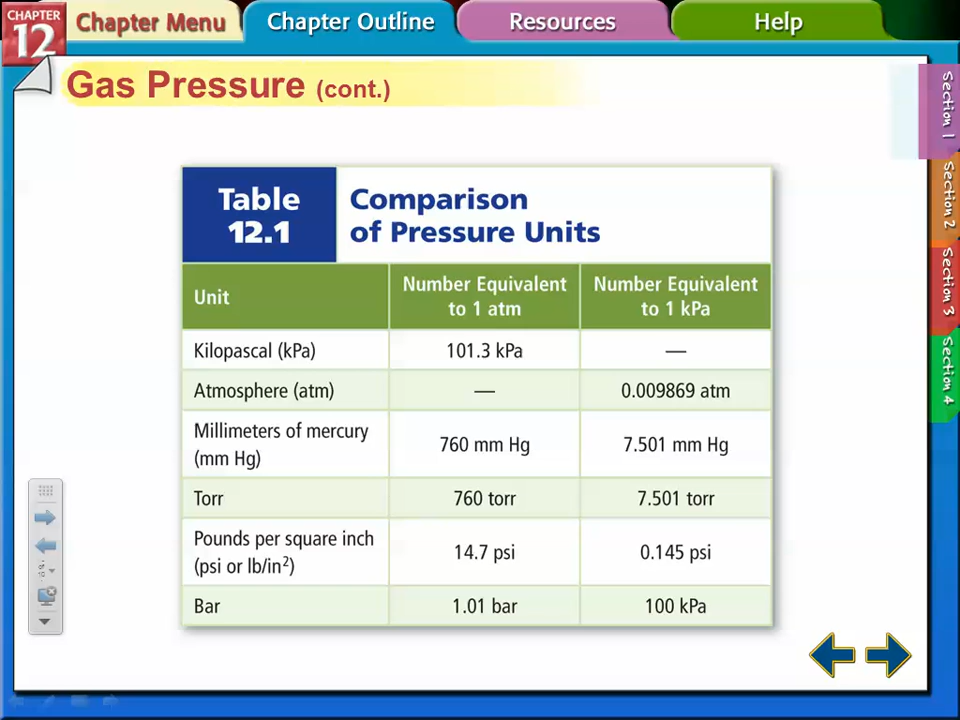 CHAPTER
12
Chapter Menu
Chapter Outline
Resources
Help
Gas Pressure (cont.)
Section 1
Section 2
Section 3
Section 4
Table
12.1
Comparison
of Pressure Units
Unit
Number Equivalent
to 1 atm
Number Equivalent
to 1 kPa
Kilopascal (kPa)
101.3 kPa
—
Atmosphere (atm)
—
0.009869 atm
Millimeters of mercury
(mm Hg)
760 mm Hg
7.501 mm Hg
Torr
760 torr
7.501 torr
Pounds per square inch
(psi or lb/in²)
14.7 psi
0.145 psi
Bar
1.01 bar
100 kPa